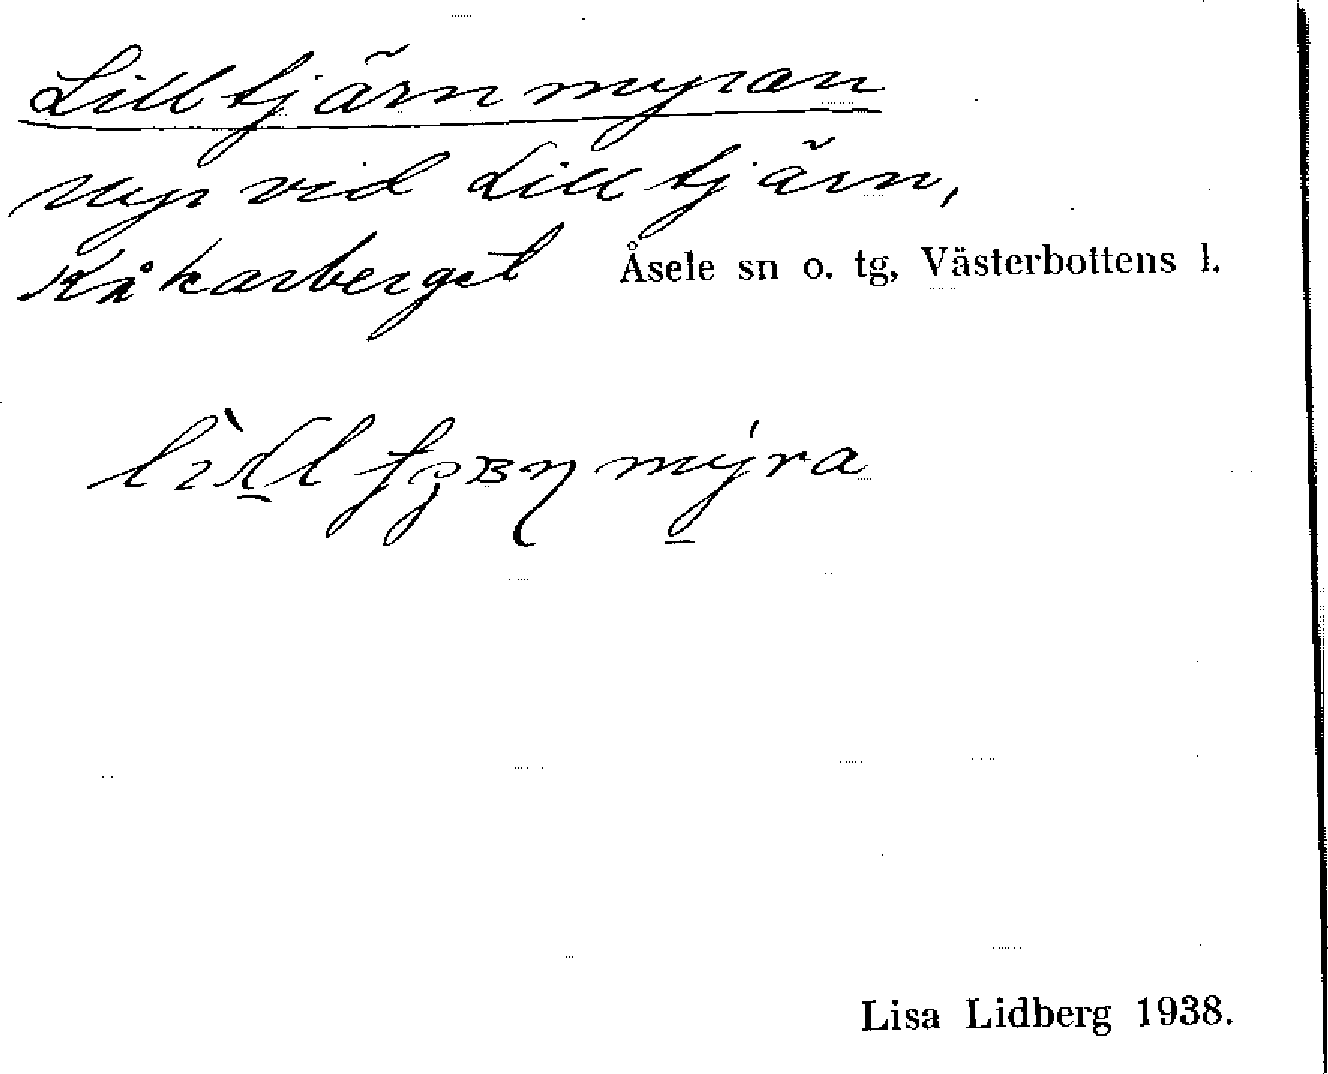 Lilltjärnmyran
Myr vid Lilltjärn,
Kråkarberget Åsele sn o. tg, Västerbottens l.
Lisa Lidberg 1938.